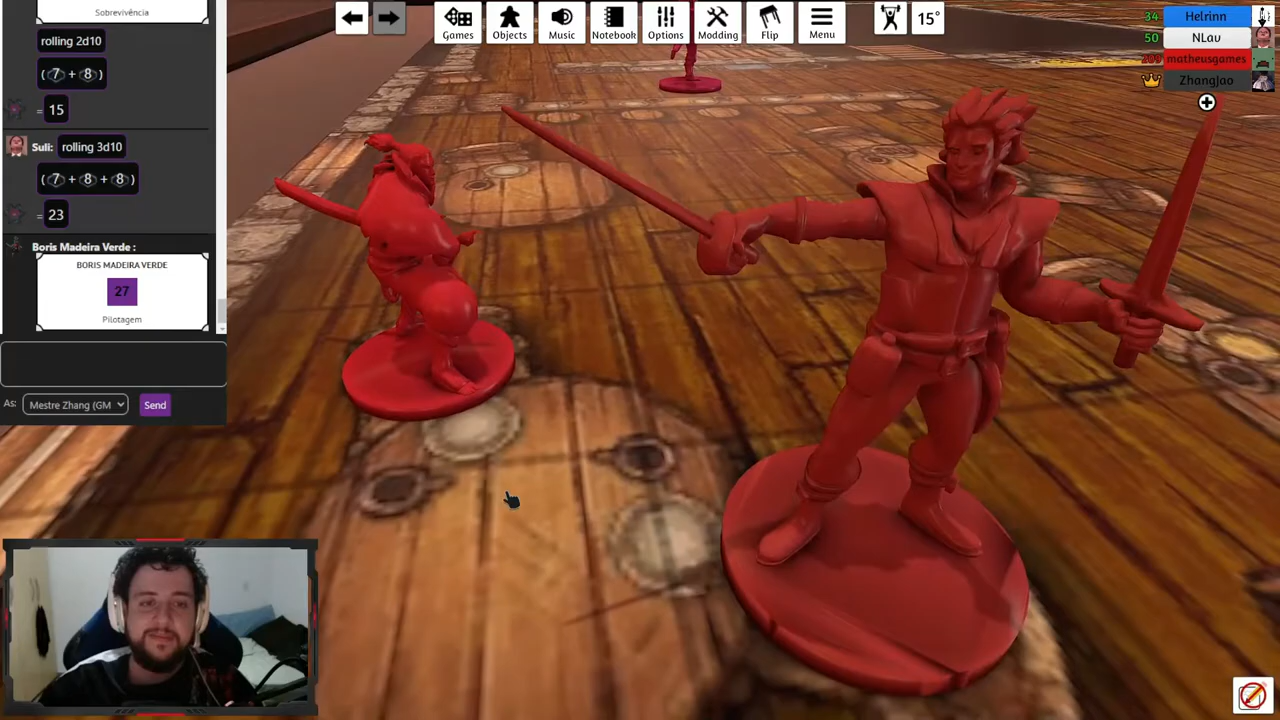 Sobrevivência
rolling 2d10
(7 + 8)
= 15
Suli: rolling 3d10
(7 + 8 + 8)
= 23
Boris Madeira Verde :
BORIS MADEIRA VERDE
27
Pilotagem
As: Mestre Zhang (GM
Send
Games
Objects
Music
Notebook
Options
Modding
Flip
Menu
15°
34 Helrinn
50 NLav
matheusgames
Zhangjao